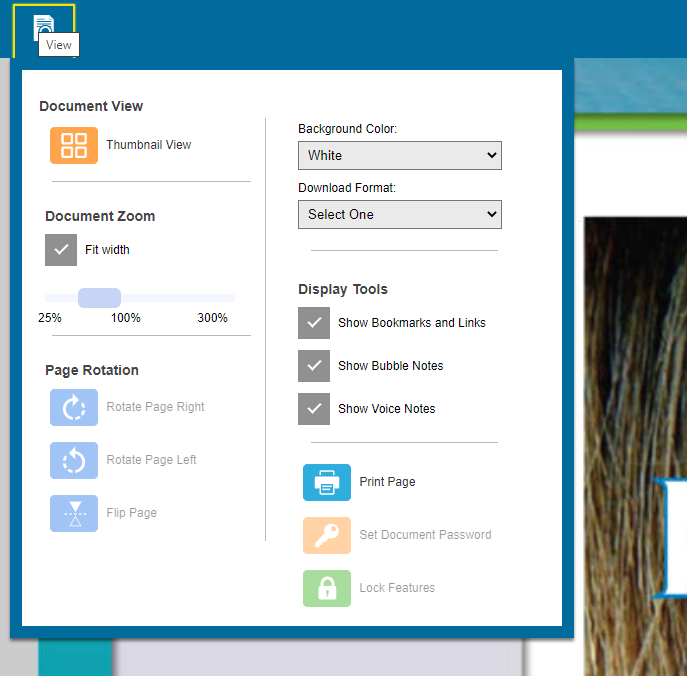 View
Document View
Thumbnail View
Document Zoom
Fit width
25% 100% 300%
Page Rotation
Rotate Page Right
Rotate Page Left
Flip Page
Background Color:
White
Download Format:
Select One
Display Tools
Show Bookmarks and Links
Show Bubble Notes
Show Voice Notes
Print Page
Set Document Password
Lock Features